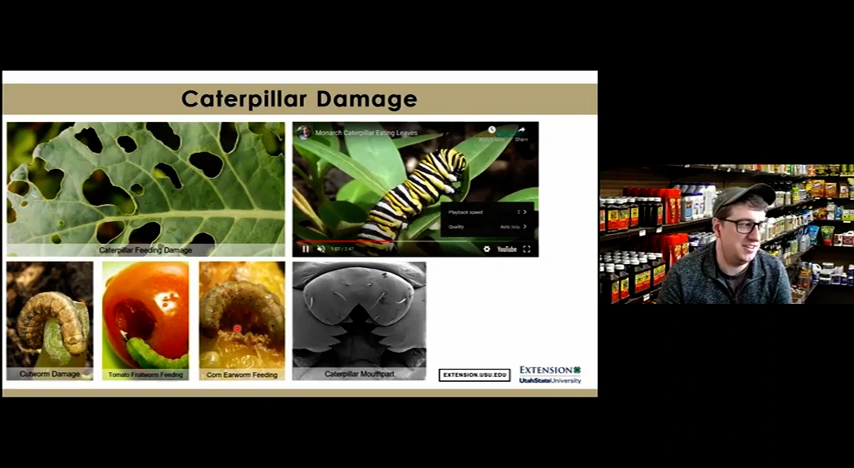 Caterpillar Damage
Monarch Caterpillar Eating Leaves
Share
Playback speed
Quality
Auto
YouTube
Caterpillar Feeding Damage
Cutworm Damage
Tomato Fruitworm Feeding
Corn Earworm Feeding
Caterpillar Mouthpart
EXTENSION.USU.EDU
EXTENSION
UtahStateUniversity